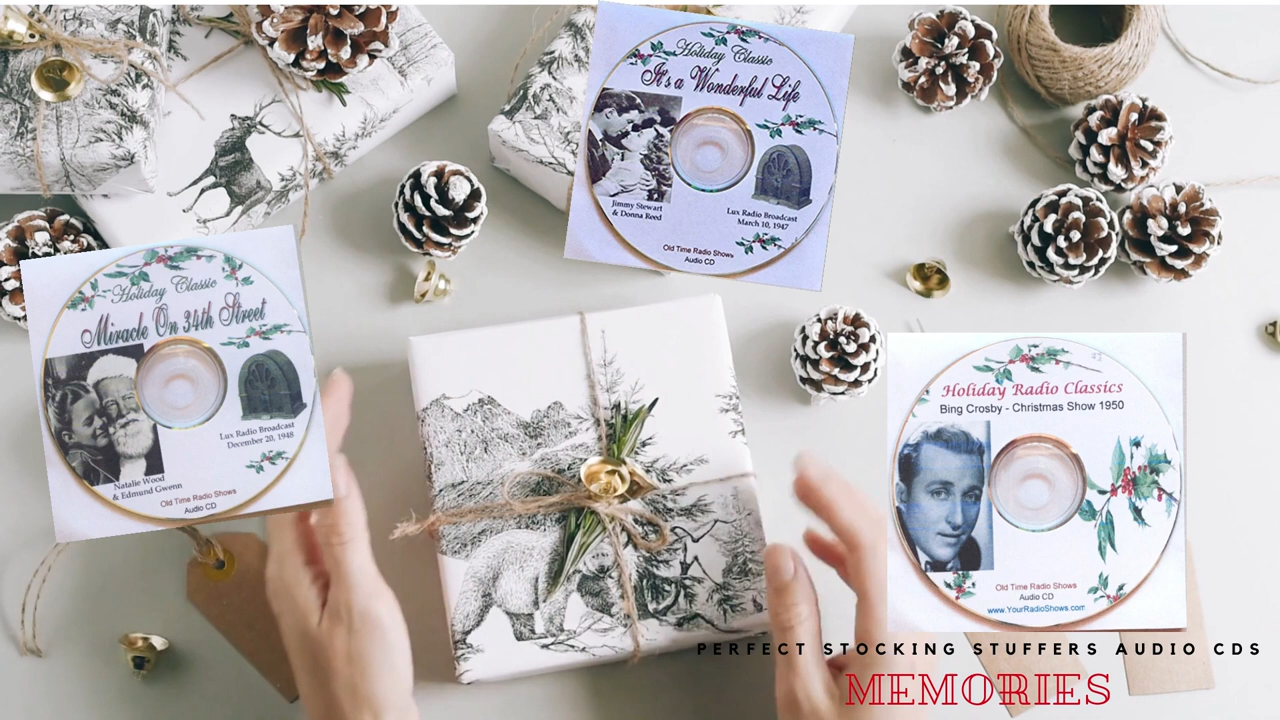 Holiday Classic
It's a Wonderful Life
Jimmy Stewart
& Donna Reed
Lux Radio Broadcast
March 10, 1947
Old Time Radio Shows
Audio CD
Holiday Classic
Miracle On 34th Street
Lux Radio Broadcast
December 20, 1948
Natalie Wood
& Edmund Gwenn
Old Time Radio Shows
Audio CD
Holiday Radio Classics
Bing Crosby - Christmas Show 1950
Old Time Radio Shows
Audio CD
www.YourRadioShows.com
PERFECT STOCKING STUFFERS AUDIO CDS
MEMORIES